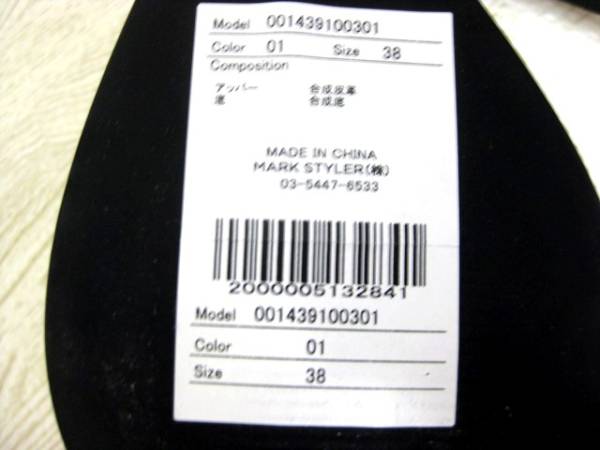 Model 001439100301
Color 01 Size 38
Composition
アッパー 合成皮革
底 合成底
MADE IN CHINA
MARK STYLER(株)
03-5447-6533
2000005132841
Model 001439100301
Color 01
Size 38